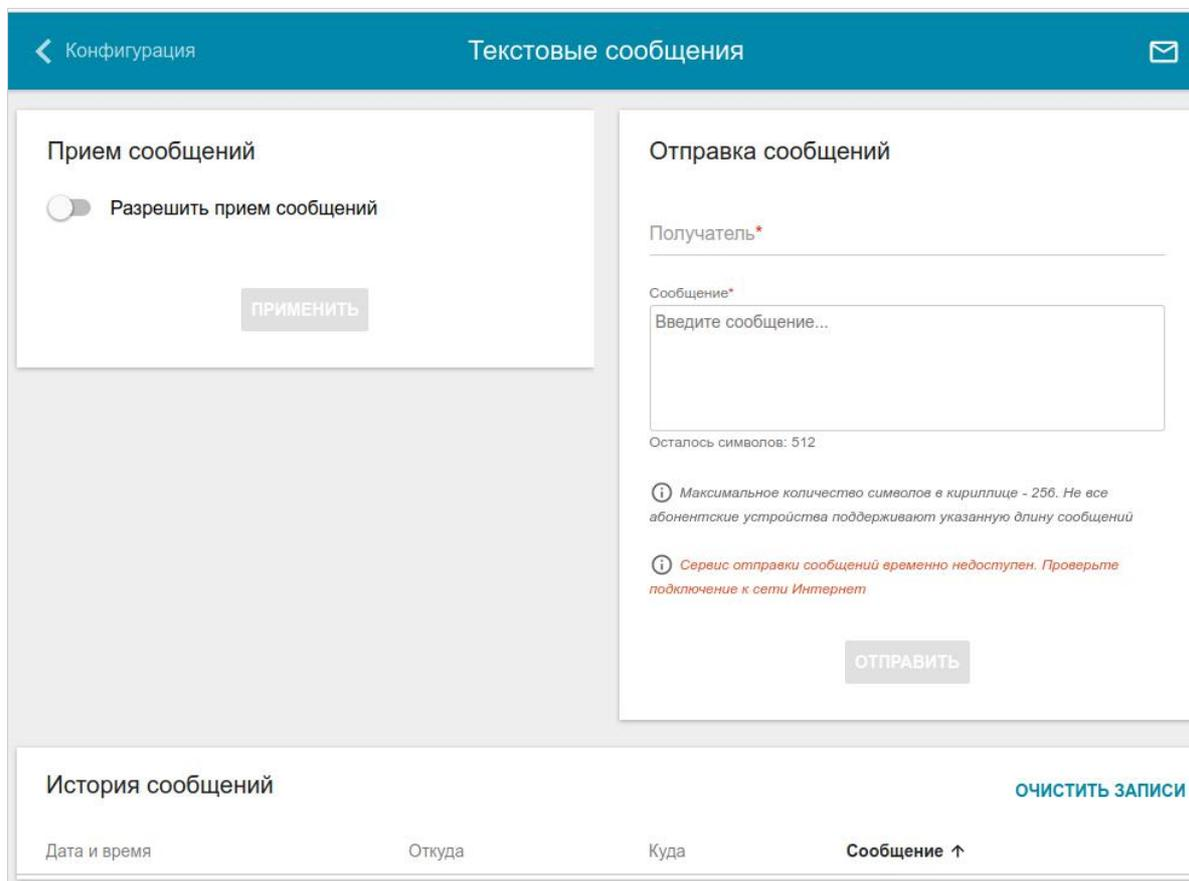 Конфигурация
Текстовые сообщения
Прием сообщений
Разрешить прием сообщений
ПРИМЕНИТЬ
Отправка сообщений
Получатель*
Сообщение*
Введите сообщение...
Осталось символов: 512
Максимальное количество символов в кириллице - 256. Не все
абонентские устройства поддерживают указанную длину сообщений
Сервис отправки сообщений временно недоступен. Проверьте
подключение к сети Интернет
ОТПРАВИТЬ
История сообщений
ОЧИСТИТЬ ЗАПИСИ
Дата и время Откуда Куда Сообщение ↑